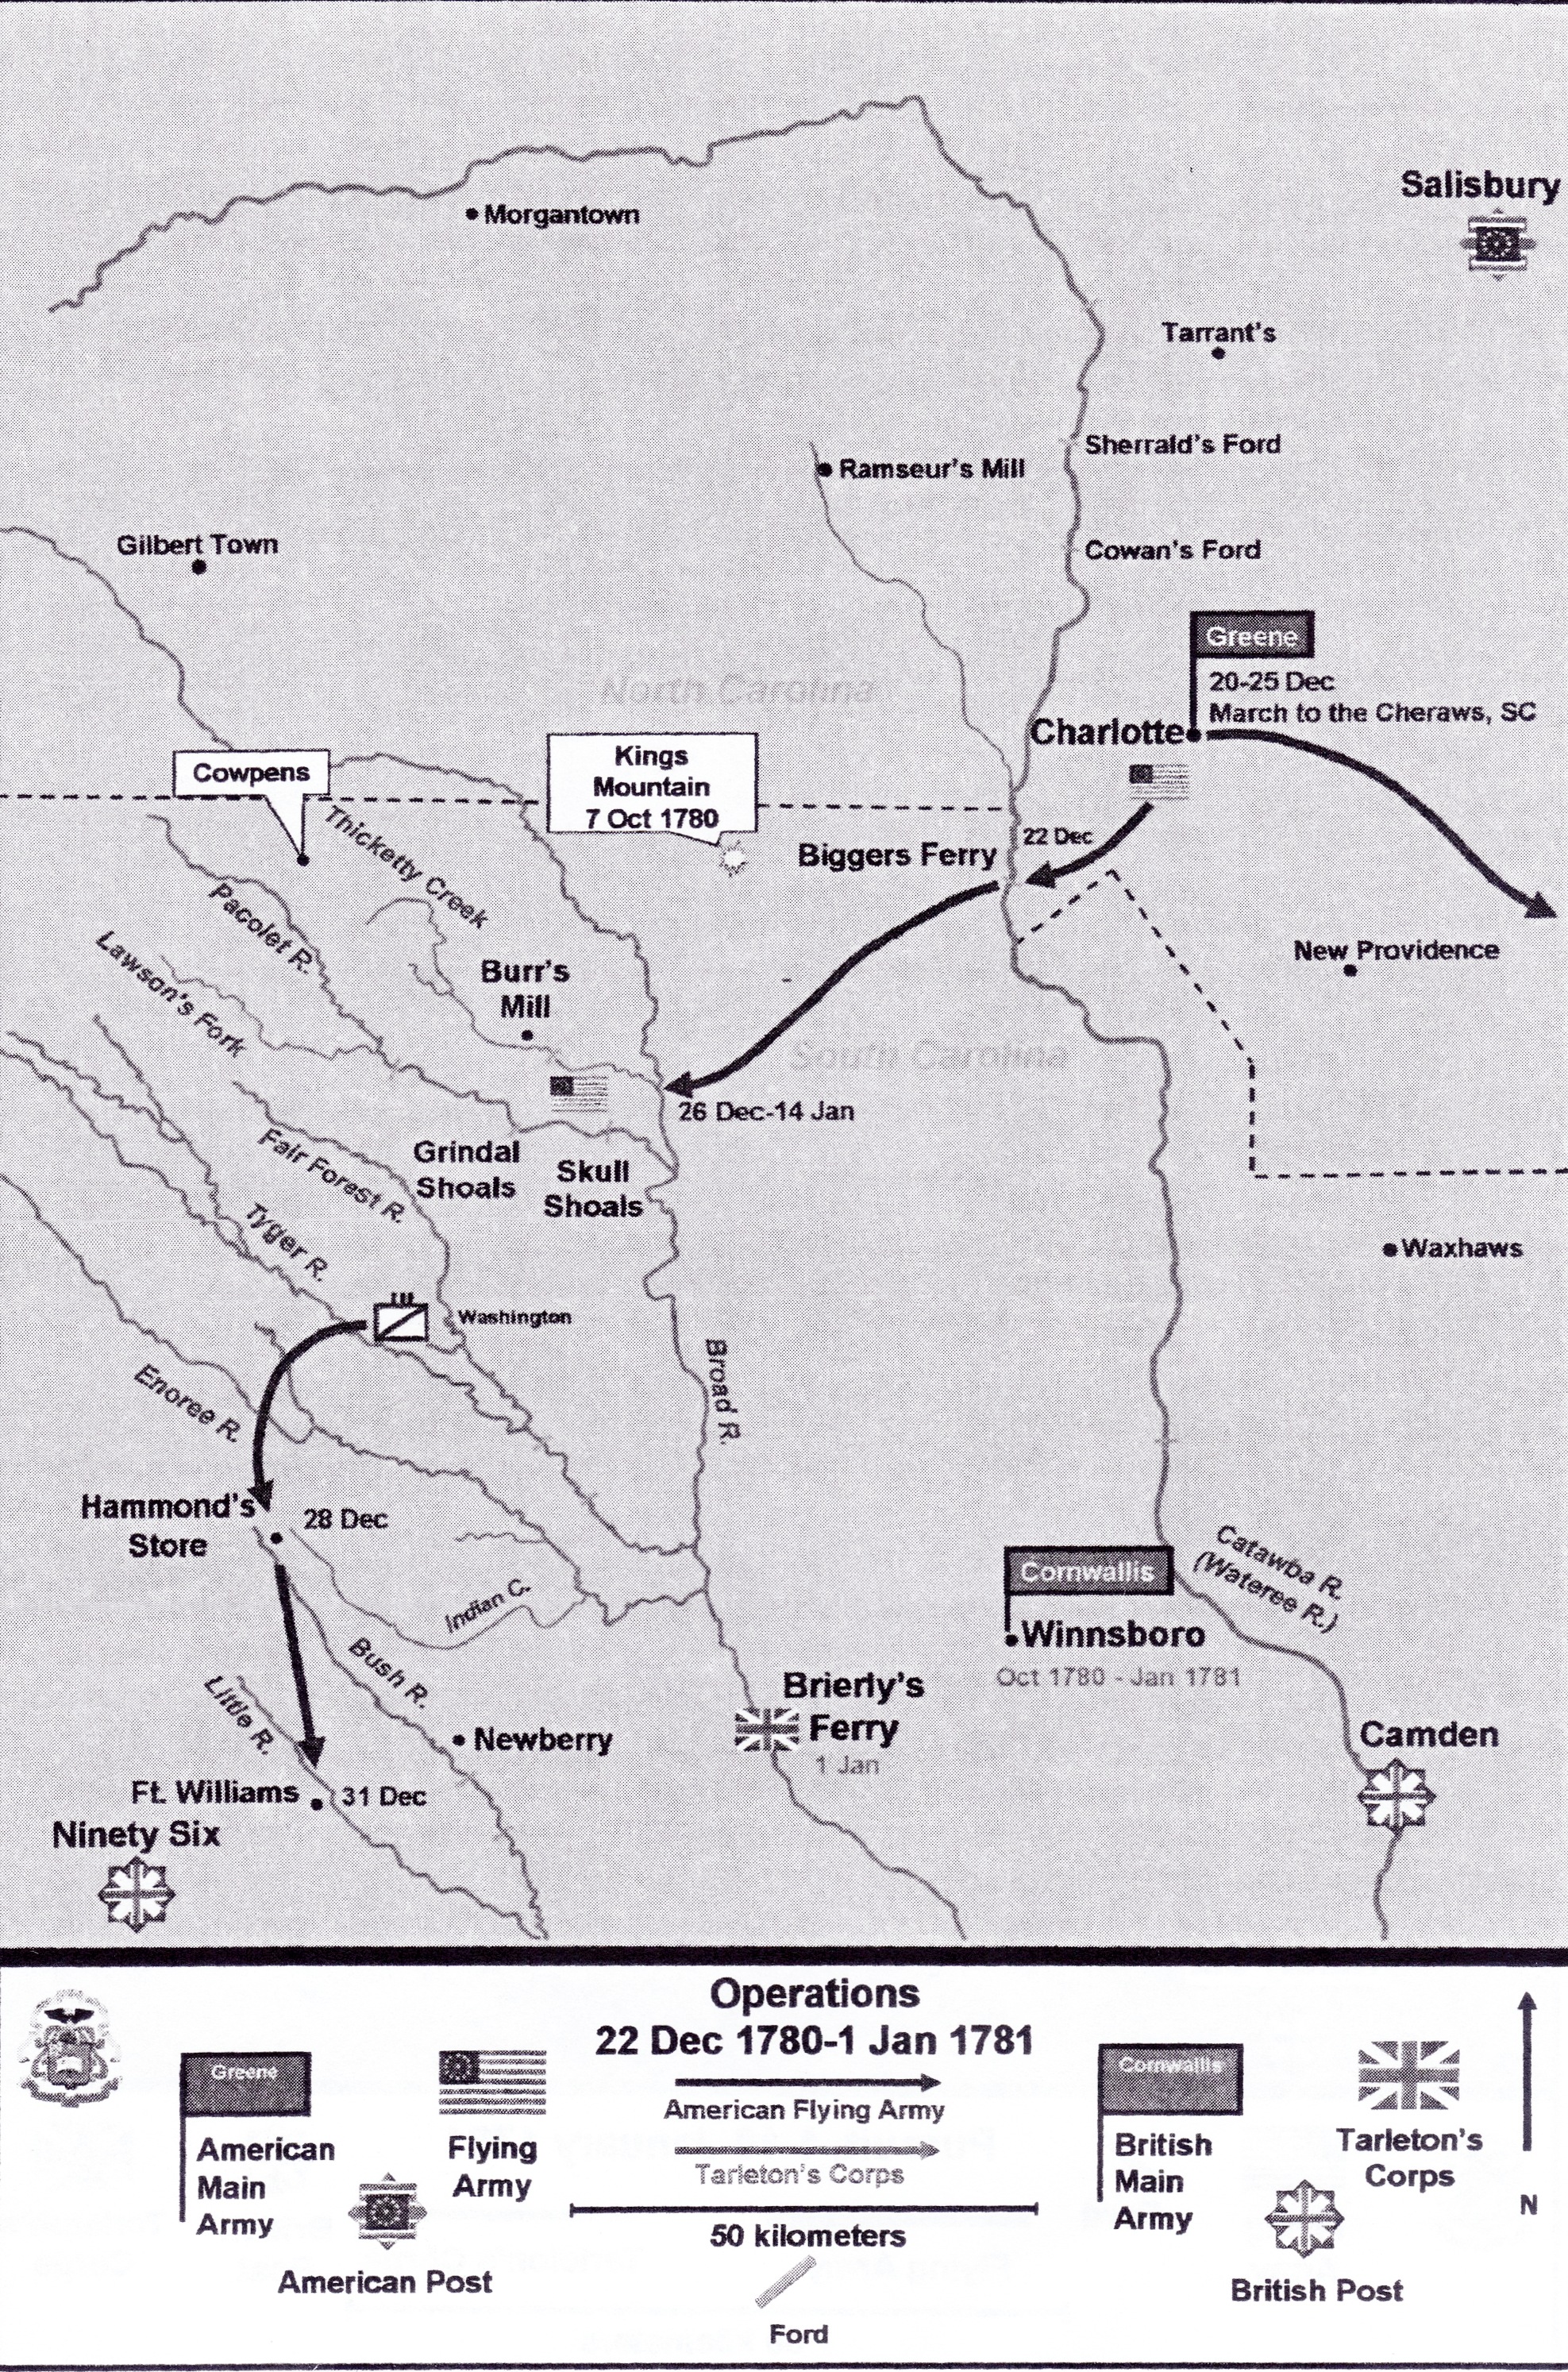 Salisbury
Morgantown
Tarrant's
Sherrald's Ford
Ramseur's Mill
Gilbert Town
Cowan's Ford
Greene
20-25 Dec
March to the Cheraws, SC
North Carolina
Charlotte
Kings
Mountain
7 Oct 1780
Cowpens
Thicketty Creek
22 Dec
Biggers Ferry
Pacolet R.
Lawson's Fork
New Providence
Burr's
Mill
South Carolina
26 Dec-14 Jan
Fair Forest R.
Grindal
Shoals
Skull
Shoals
Tyger R.
Waxhaws
Washington
Broad R.
Enoree R.
Hammond's
Store
28 Dec
Catawba R.
(Wateree R.)
Cornwallis
Indian C.
Winnsboro
Oct 1780 - Jan 1781
Bush R.
Little R.
Brierly's
Ferry
1 Jan
Newberry
Camden
Ft. Williams
31 Dec
Ninety Six
Operations
22 Dec 1780-1 Jan 1781
Greene
American
Main
Army
Flying
Army
American Post
American Flying Army
Tarleton's Corps
50 kilometers
Ford
Cornwallis
British
Main
Army
Tarleton's
Corps
British Post
N